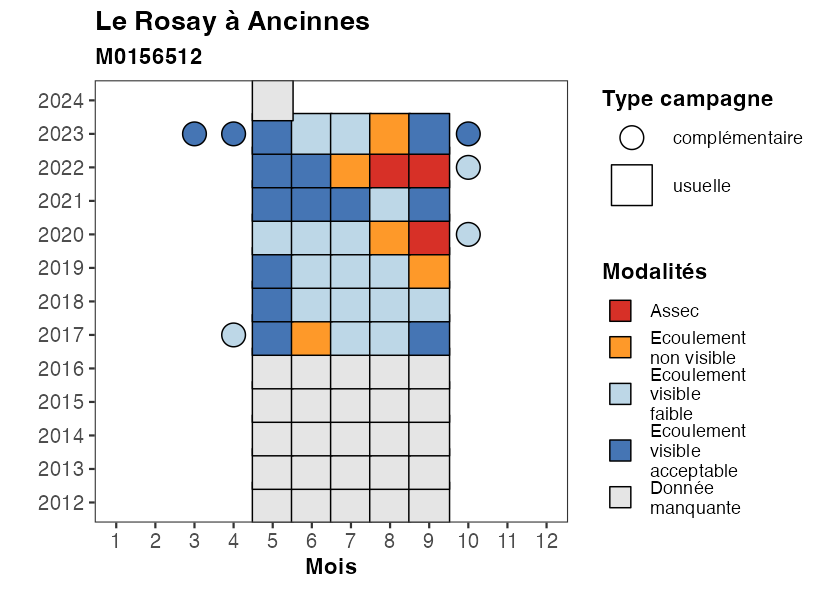 Le Rosay à Ancinnes
M0156512
2024
2023
2022
2021
2020
2019
2018
2017
2016
2015
2014
2013
2012
1 2 3 4 5 6 7 8 9 10 11 12
Mois
Type campagne
complémentaire
usuelle
Modalités
Assec
Ecoulement
non visible
Ecoulement
visible
faible
Ecoulement
visible
acceptable
Donnée
manquante